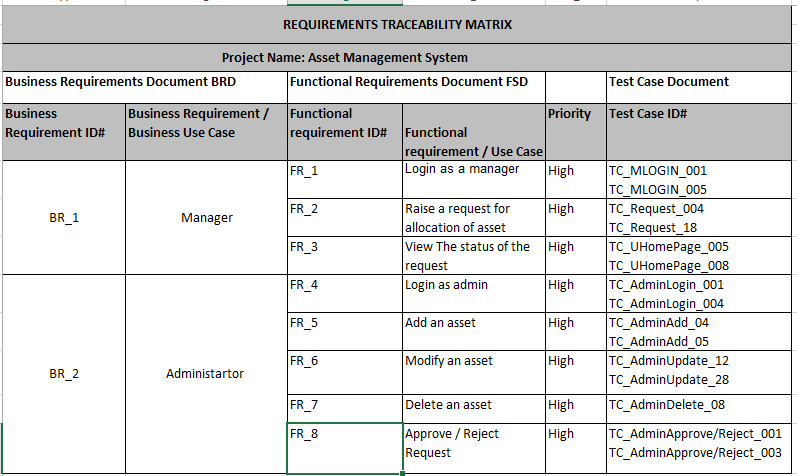 REQUIREMENTS TRACEABILITY MATRIX
Project Name: Asset Management System
Business Requirements Document BRD
Functional Requirements Document FSD
Test Case Document
Business
Requirement ID#
Business Requirement /
Business Use Case
Functional
requirement ID#
Functional
requirement / Use Case
Priority
Test Case ID#
BR_1
Manager
FR_1
Login as a manager
High
TC_MLOGIN_001
TC_MLOGIN_005
FR_2
Raise a request for
allocation of asset
High
TC_Request_004
TC_Request_18
FR_3
View The status of the
request
High
TC_UHomePage_005
TC_UHomePage_008
BR_2
Administartor
FR_4
Login as admin
High
TC_AdminLogin_001
TC_AdminLogin_004
FR_5
Add an asset
High
TC_AdminAdd_04
TC_AdminAdd_05
FR_6
Modify an asset
High
TC_AdminUpdate_12
TC_AdminUpdate_28
FR_7
Delete an asset
High
TC_AdminDelete_08
FR_8
Approve / Reject
Request
High
TC_AdminApprove/Reject_001
TC_AdminApprove/Reject_003